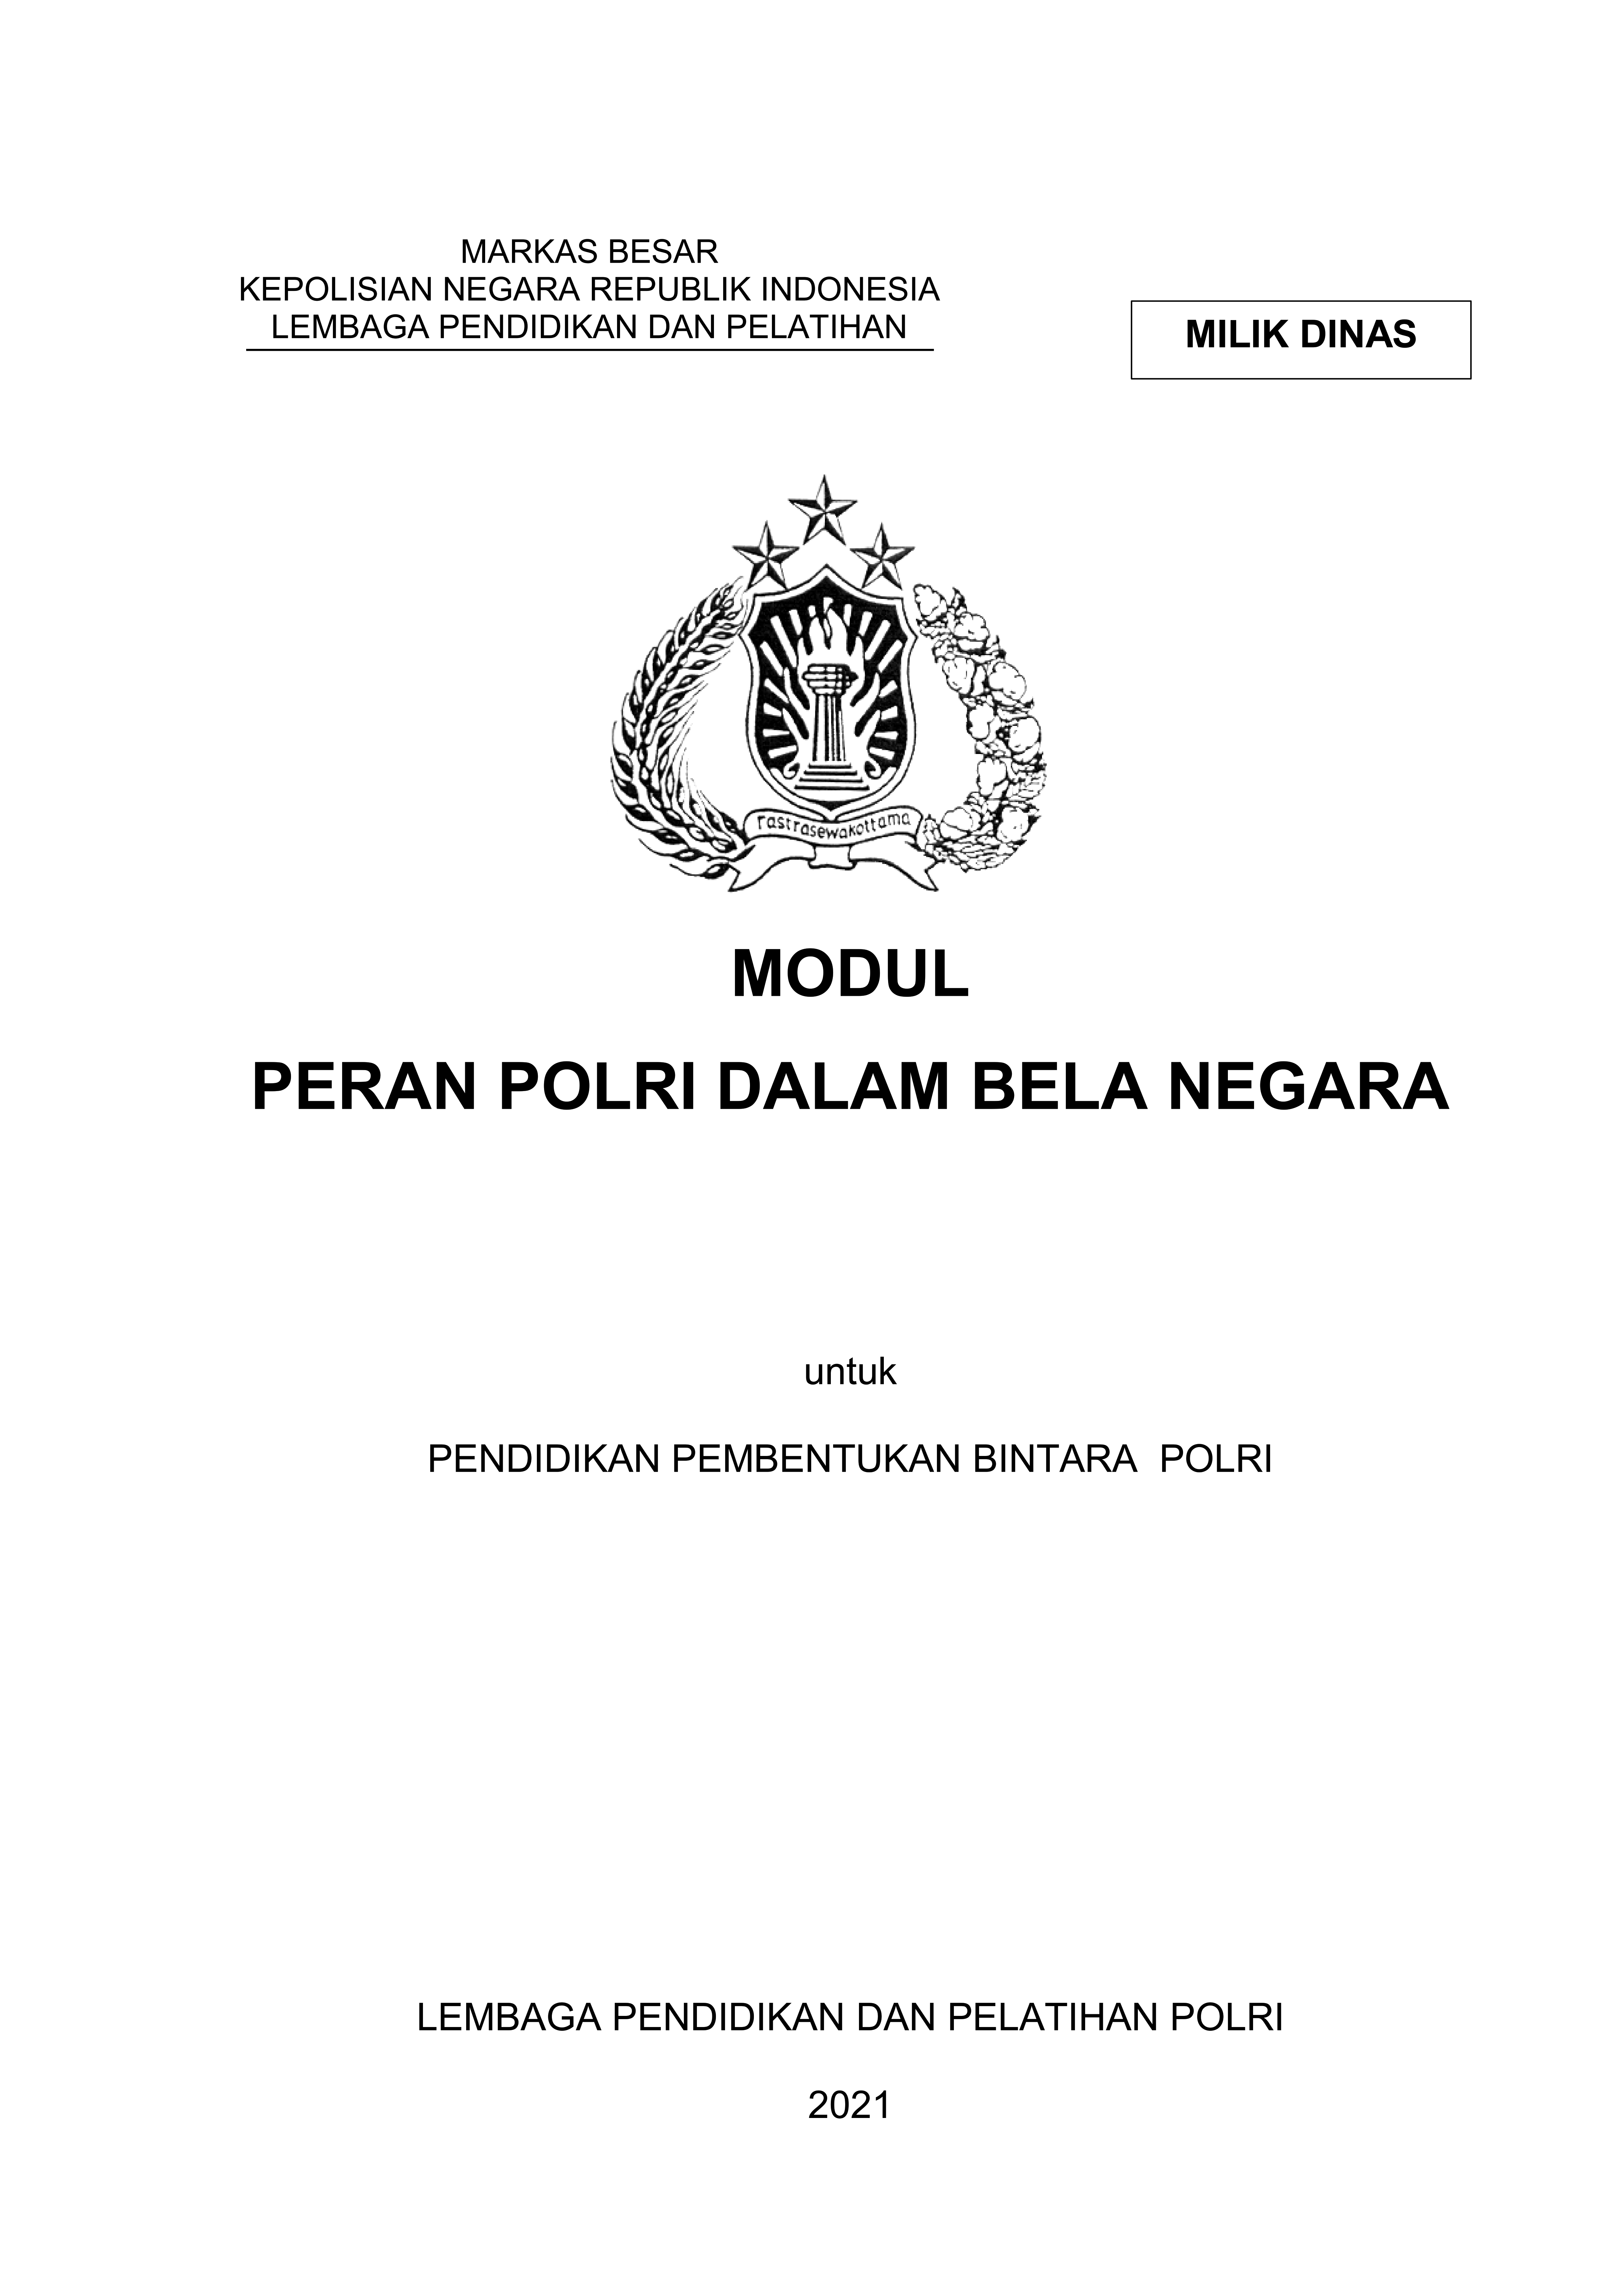 MARKAS BESAR
KEPOLISIAN NEGARA REPUBLIK INDONESIA
LEMBAGA PENDIDIKAN DAN PELATIHAN
MILIK DINAS
rastrasewakottama
MODUL
PERAN POLRI DALAM BELA NEGARA
untuk
PENDIDIKAN PEMBENTUKAN BINTARA POLRI
LEMBAGA PENDIDIKAN DAN PELATIHAN POLRI
2021